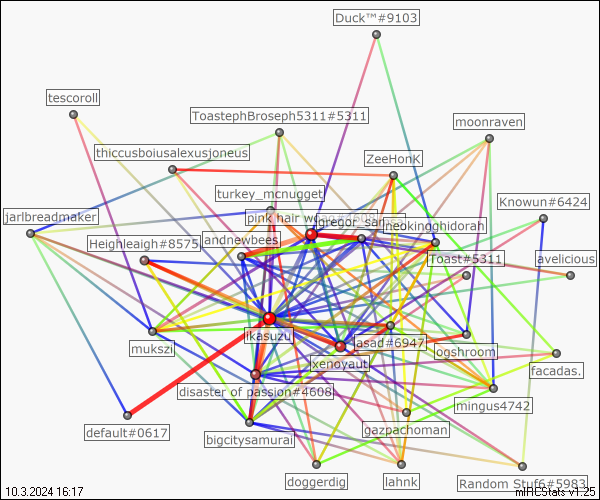 Duck™#9103
tescoroll
ToastephBroseph5311#5311
moonraven
thiccusboiusalexusjoneus
ZeeHonK
turkey_mcnugget
Knowun#6424
jarlbreadmaker
pink hair
gregor_sa
neokingghidorah
andnewbees
Heighleaigh#8575
Toast#5311
avelicious
ikasuzu
asad#6947
ogshroom
mukszi
xenoyaut
facadas.
disaster of passion#4608
mingus4742
default#0617
bigcitysamurai
gazpachoman
doggerdig
lahnk
Random Stuf6#5983
10.3.2024 16:17
mIRCStats v1.25